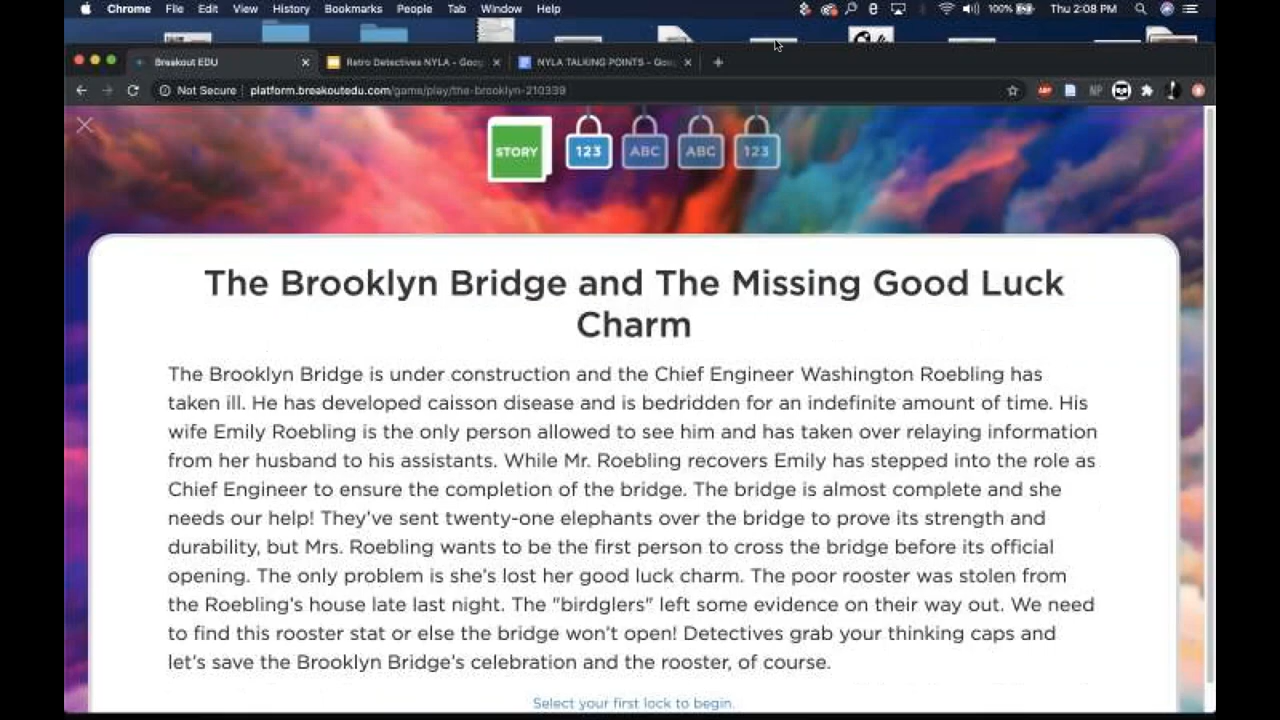 Chrome File Edit View History Bookmarks People Tab Window Help 100% Thu 2:08 PM
Breakout EDU Retro Detectives NYLA - Goog NYLA TALKING POINTS - Goog
Not Secure platform.breakoutedu.com/game/play/the-brooklyn-210339 ABP NP
STORY 123 ABC ABC 123
The Brooklyn Bridge and The Missing Good Luck
Charm
The Brooklyn Bridge is under construction and the Chief Engineer Washington Roebling has
taken ill. He has developed caisson disease and is bedridden for an indefinite amount of time. His
wife Emily Roebling is the only person allowed to see him and has taken over relaying information
from her husband to his assistants. While Mr. Roebling recovers Emily has stepped into the role as
Chief Engineer to ensure the completion of the bridge. The bridge is almost complete and she
needs our help! They've sent twenty-one elephants over the bridge to prove its strength and
durability, but Mrs. Roebling wants to be the first person to cross the bridge before its official
opening. The only problem is she's lost her good luck charm. The poor rooster was stolen from
the Roebling's house late last night. The "birdglers" left some evidence on their way out. We need
to find this rooster stat or else the bridge won't open! Detectives grab your thinking caps and
let's save the Brooklyn Bridge's celebration and the rooster, of course.
Select your first lock to begin.